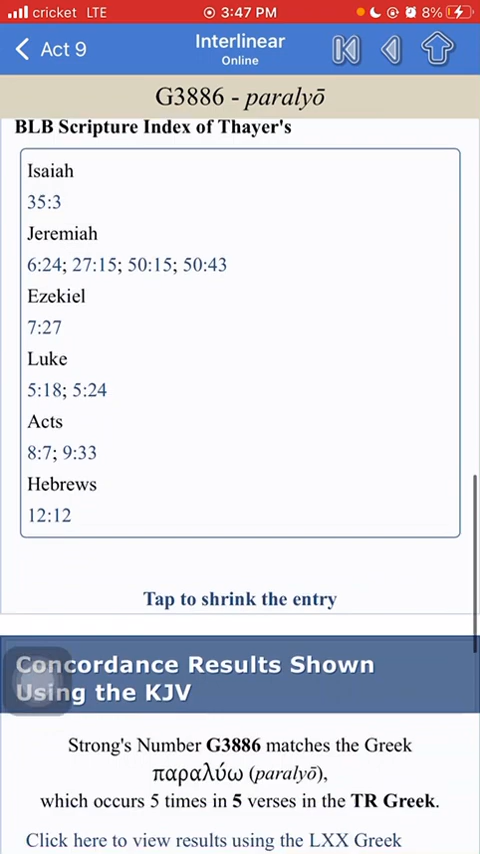 cricket LTE 3:47 PM 8%
Act 9 Interlinear
Online
G3886 - paralyō
BLB Scripture Index of Thayer's
Isaiah
35:3
Jeremiah
6:24; 27:15; 50:15; 50:43
Ezekiel
7:27
Luke
5:18; 5:24
Acts
8:7; 9:33
Hebrews
12:12
Tap to shrink the entry
Concordance Results Shown
Using the KJV
Strong's Number G3886 matches the Greek
παραλύω (paralyō),
which occurs 5 times in 5 verses in the TR Greek.
Click here to view results using the LXX Greek